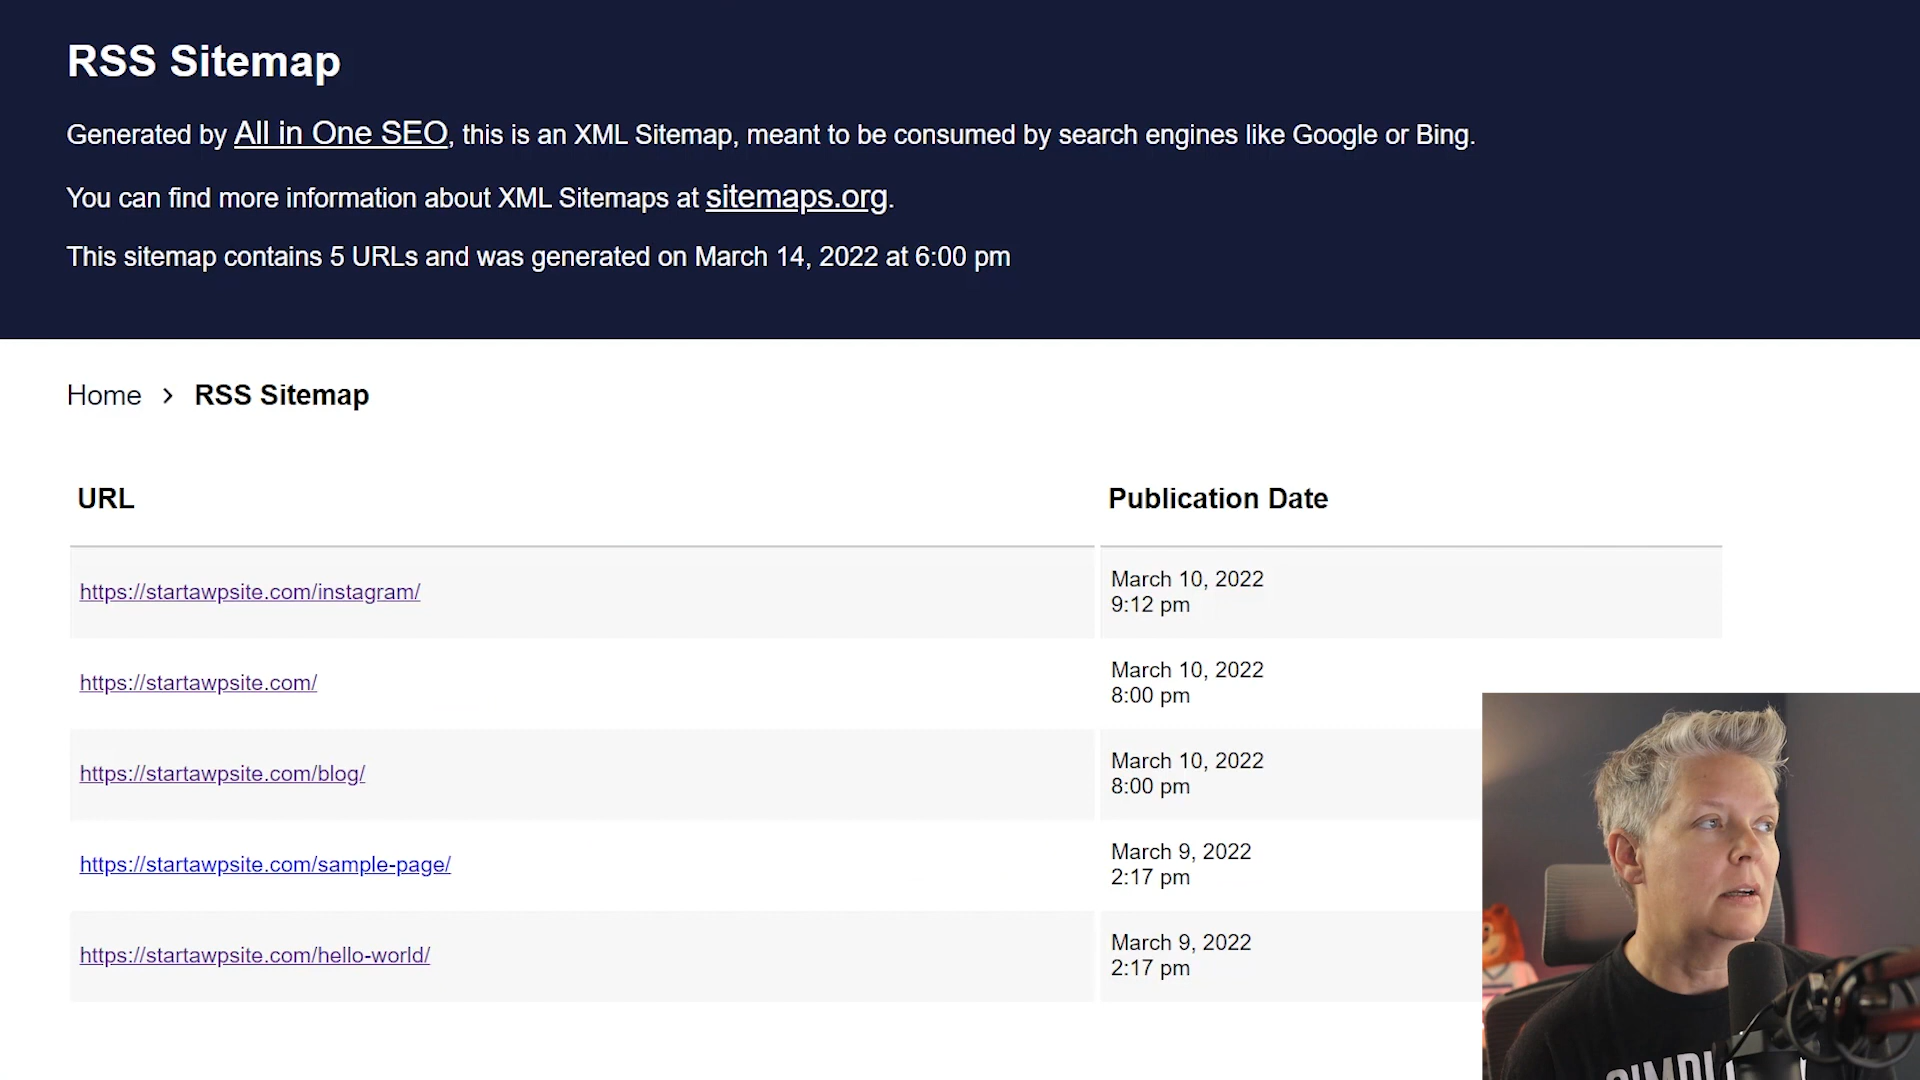 RSS Sitemap
Generated by All in One SEO, this is an XML Sitemap, meant to be consumed by search engines like Google or Bing.
You can find more information about XML Sitemaps at sitemaps.org.
This sitemap contains 5 URLs and was generated on March 14, 2022 at 6:00 pm
Home > RSS Sitemap
URL Publication Date
https://startawpsite.com/instagram/ March 10, 2022
9:12 pm
https://startawpsite.com/ March 10, 2022
8:00 pm
https://startawpsite.com/blog/ March 10, 2022
8:00 pm
https://startawpsite.com/sample-page/ March 9, 2022
2:17 pm
https://startawpsite.com/hello-world/ March 9, 2022
2:17 pm